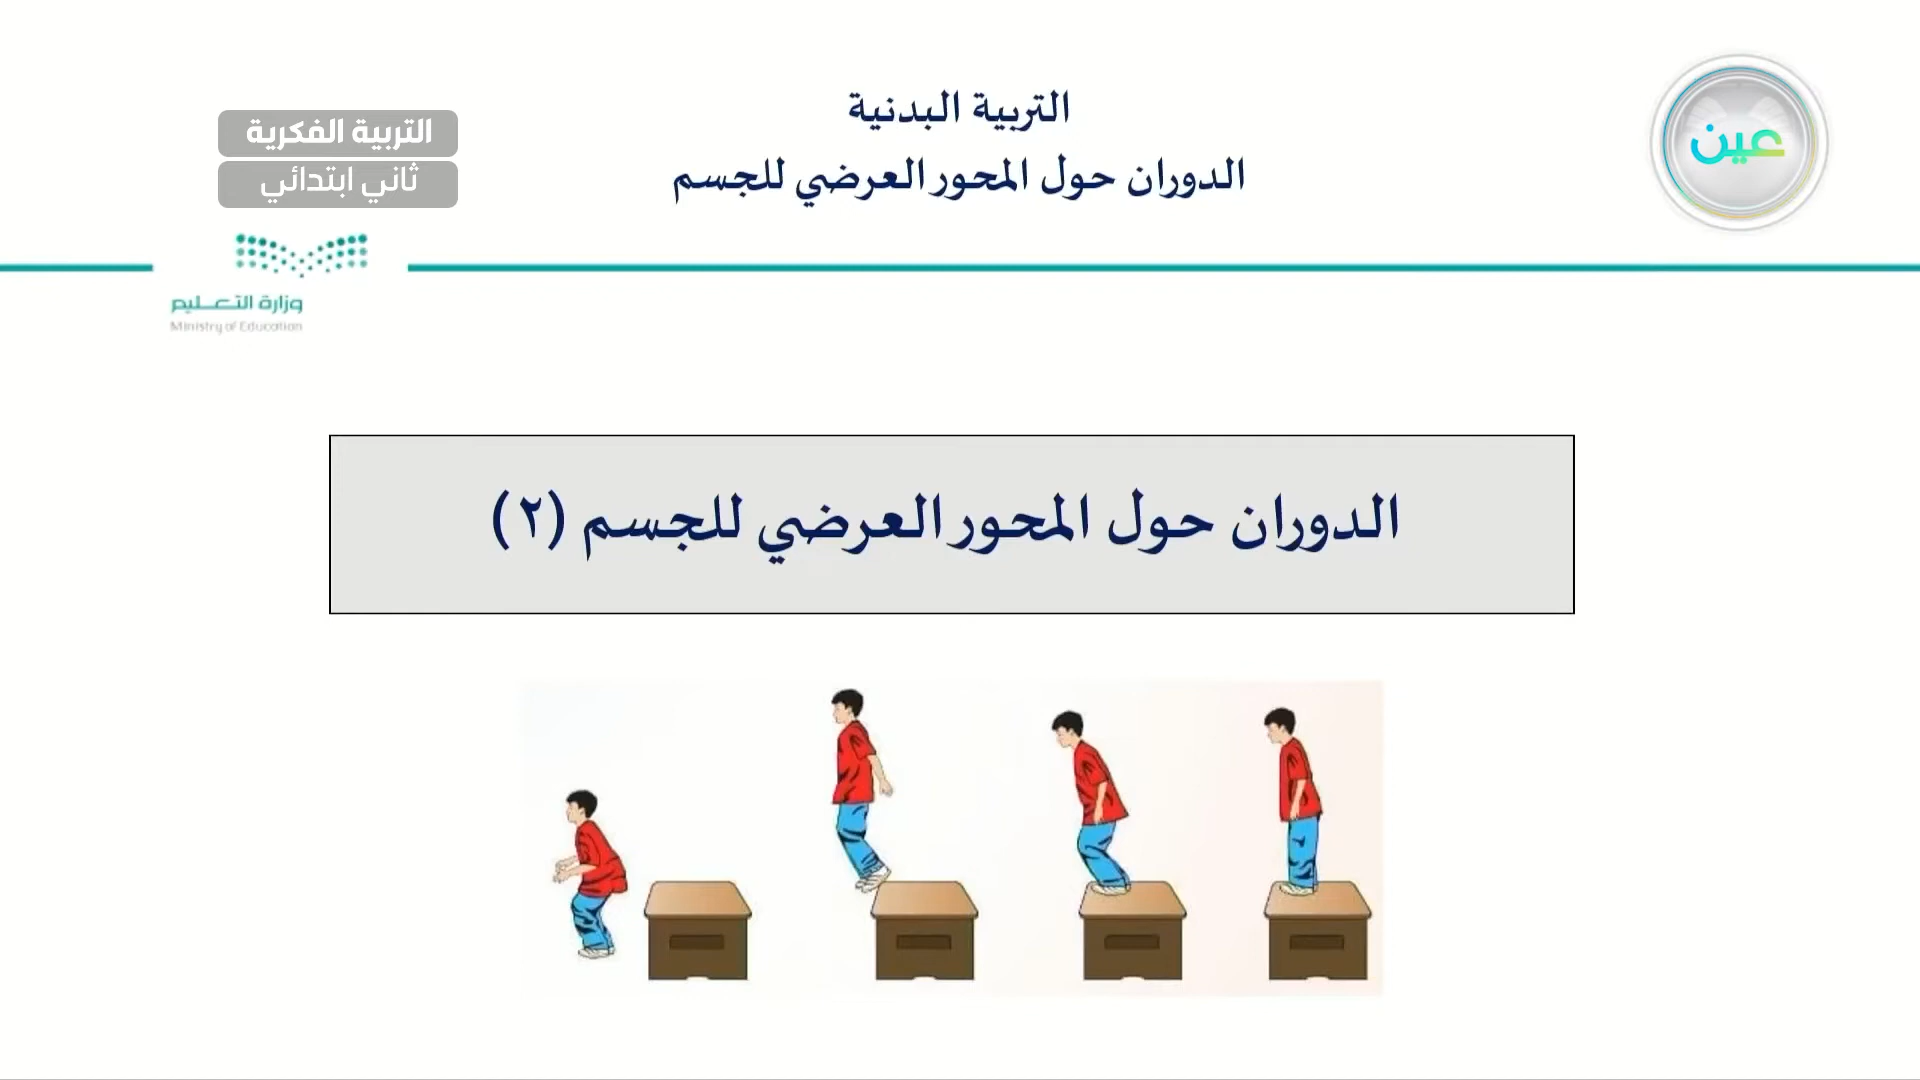 التربية البدنية
الدوران حول المحور العرضي للجسم
عين
التربية الفكرية
ثاني ابتدائي
وزارة التعليم
Ministry of Education
الدوران حول المحور العرضي للجسم (٢)